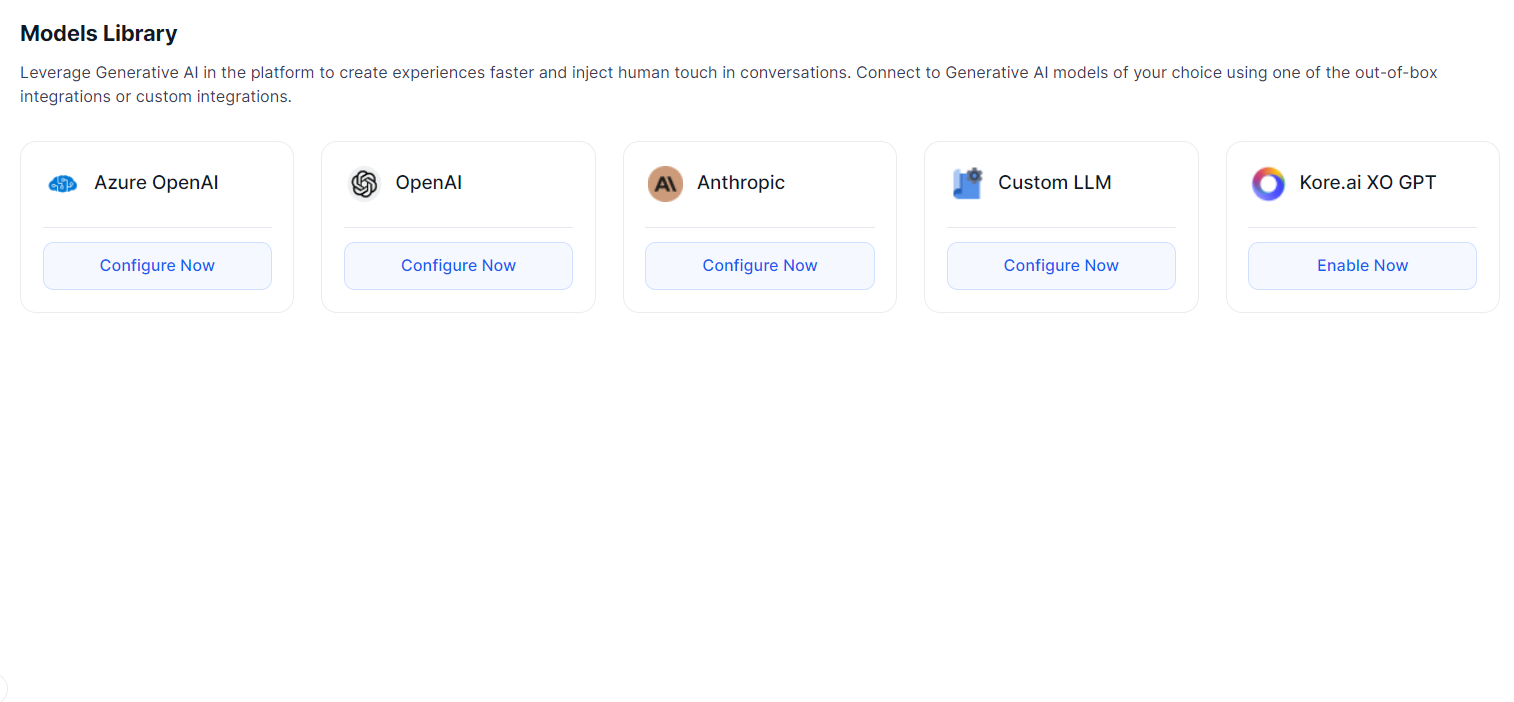 Models Library
Leverage Generative AI in the platform to create experiences faster and inject human touch in conversations. Connect to Generative AI models of your choice using one of the out-of-box
integrations or custom integrations.
Azure OpenAI
OpenAI
Anthropic
Custom LLM
Kore.ai XO GPT
Configure Now
Configure Now
Configure Now
Configure Now
Enable Now